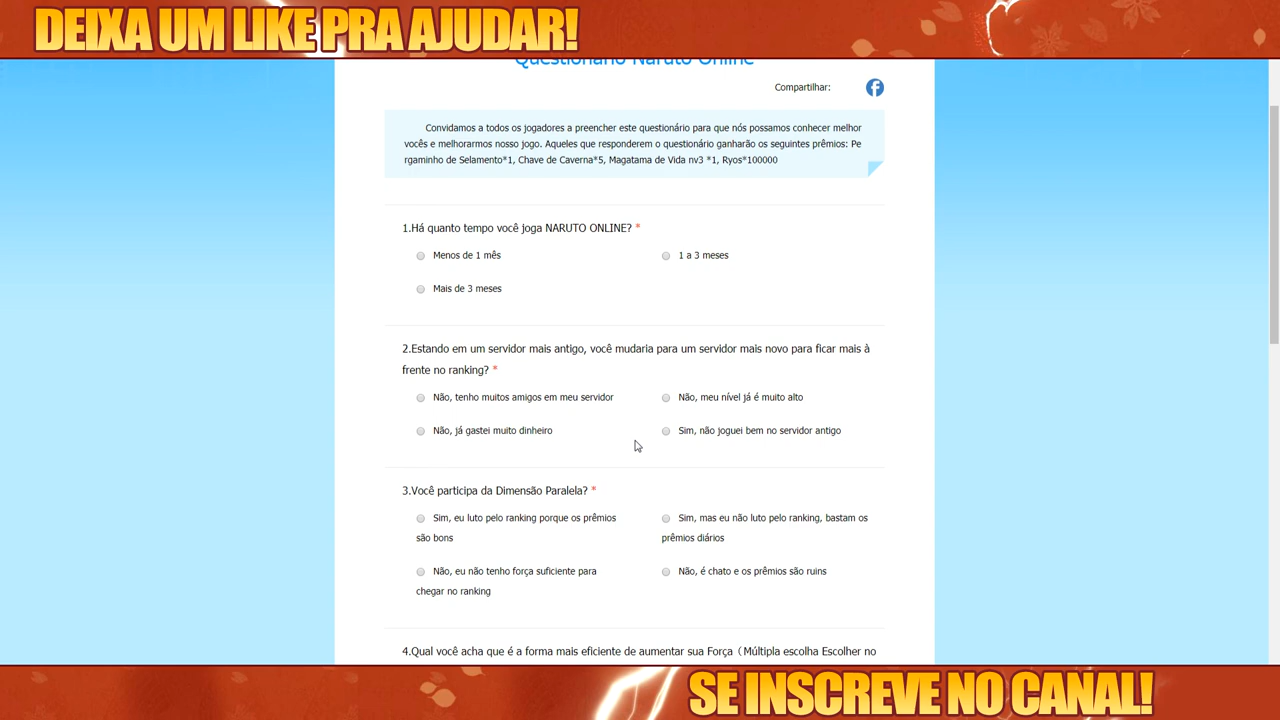 DEIXA UM LIKE PRA AJUDAR!
Questionário Naruto Online
Compartilhar:
Convidamos a todos os jogadores a preencher este questionário para que nós possamos conhecer melhor
vocês e melhorarmos nosso jogo. Aqueles que responderem o questionário ganharão os seguintes prêmios: Pe
rgaminho de Selamento*1, Chave de Caverna*5, Magatama de Vida nv3 *1, Ryos*100000
1.Há quanto tempo você joga NARUTO ONLINE? *
Menos de 1 mês
1 a 3 meses
Mais de 3 meses
2.Estando em um servidor mais antigo, você mudaria para um servidor mais novo para ficar mais à
frente no ranking? *
Não, tenho muitos amigos em meu servidor
Não, meu nível já é muito alto
Não, já gastei muito dinheiro
Sim, não joguei bem no servidor antigo
3.Você participa da Dimensão Paralela? *
Sim, eu luto pelo ranking porque os prêmios
são bons
Sim, mas eu não luto pelo ranking, bastam os
prêmios diários
Não, eu não tenho força suficiente para
chegar no ranking
Não, é chato e os prêmios são ruins
4.Qual você acha que é a forma mais eficiente de aumentar sua Força（Múltipla escolha Escolher no
SE INSCREVE NO CANAL!